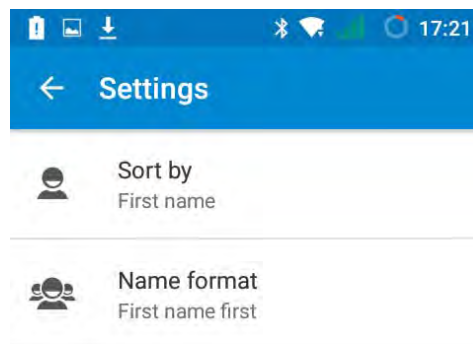 17:21
Settings
Sort by
First name
Name format
First name first